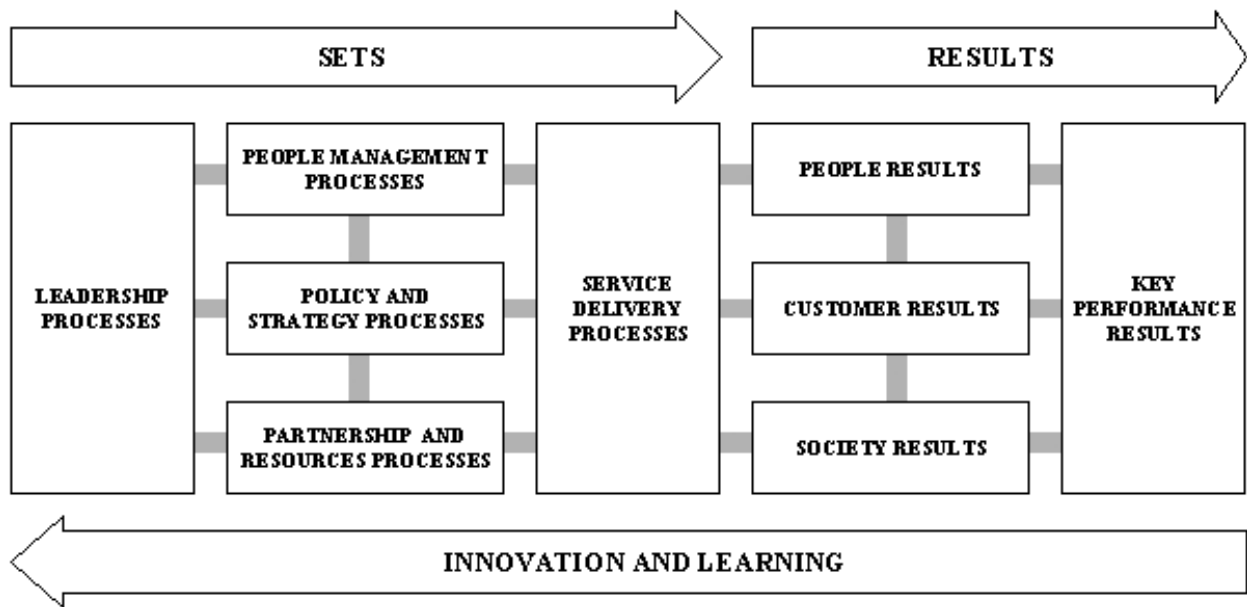 SETS
RESULTS
LEADERSHIP
PROCESSES
PEOPLE MANAGEMENT
PROCESSES
POLICY AND
STRATEGY PROCESSES
PARTNERSHIP AND
RESOURCES PROCESSES
SERVICE
DELIVERY
PROCESSES
PEOPLE RESULTS
CUSTOMER RESULTS
SOCIETY RESULTS
KEY
PERFORMANCE
RESULTS
INNOVATION AND LEARNING